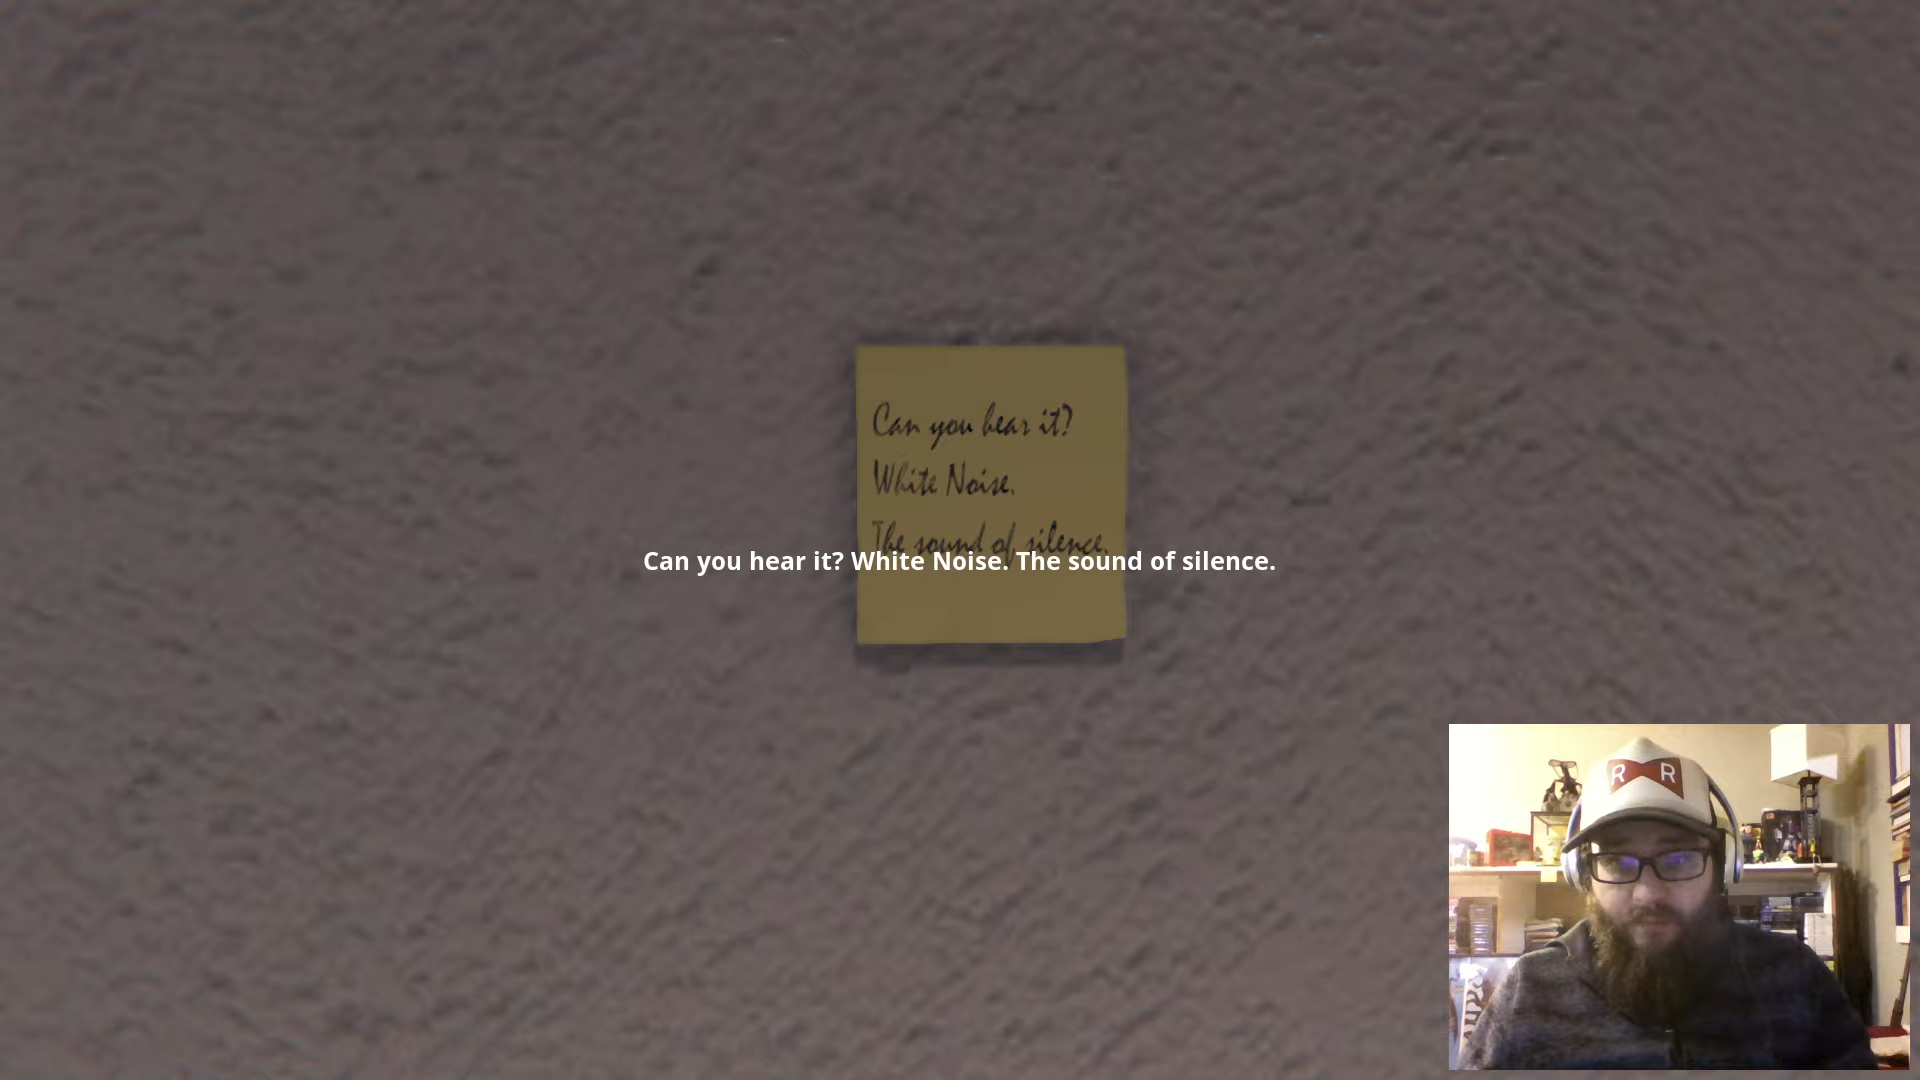 Can you hear it?
White Noise.
The sound of silence.
Can you hear it? White Noise. The sound of silence.
R R